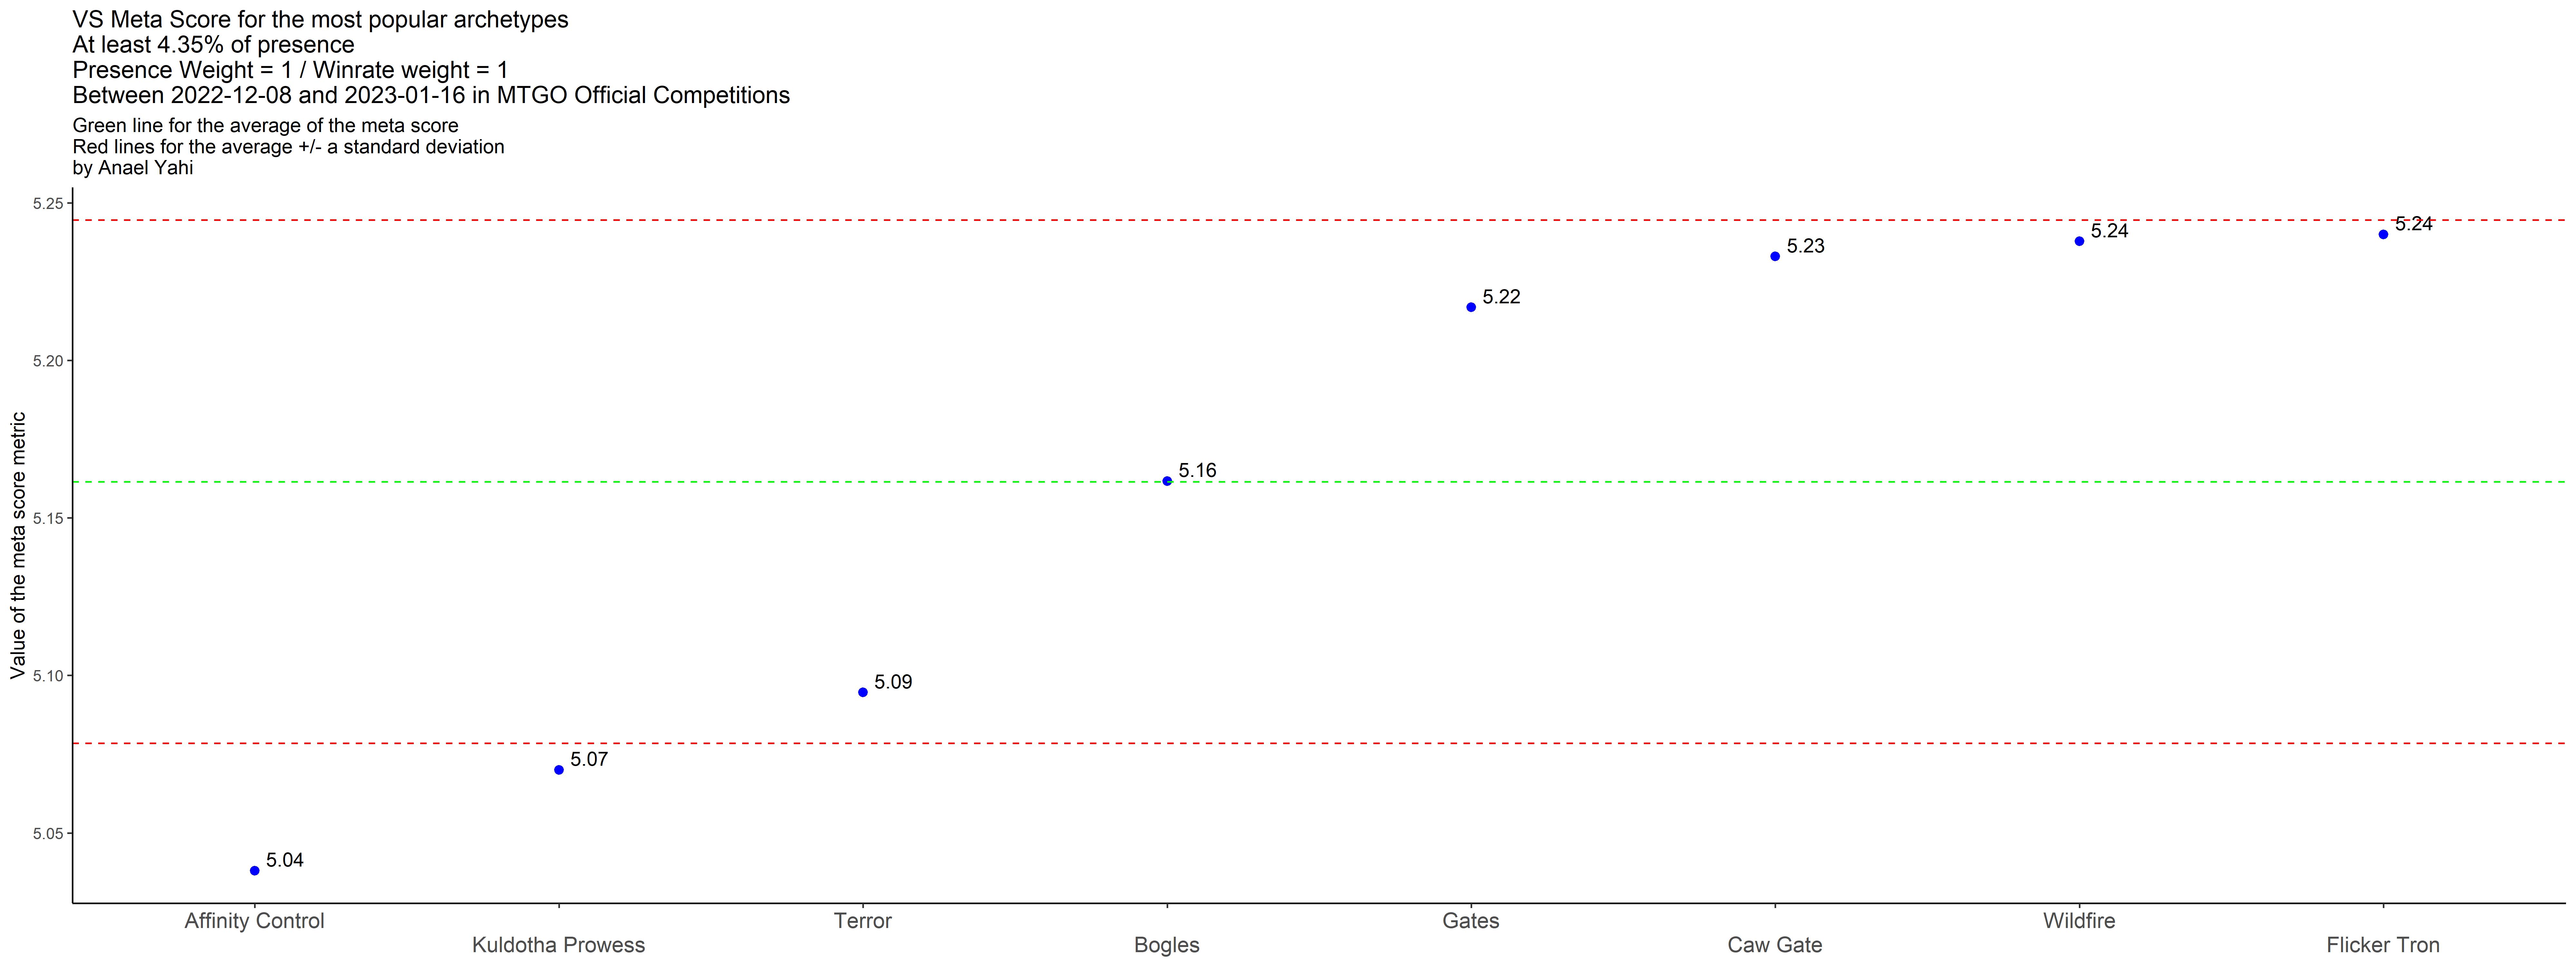 VS Meta Score for the most popular archetypes
At least 4.35% of presence
Presence Weight = 1 / Winrate weight = 1
Between 2022-12-08 and 2023-01-16 in MTGO Official Competitions
Green line for the average of the meta score
Red lines for the average +/- a standard deviation
by Anael Yahi
Value of the meta score metric
5.25
5.20
5.15
5.10
5.05
5.04
5.07
5.09
5.16
5.22
5.23
5.24
5.24
Affinity Control
Kuldotha Prowess
Terror
Bogles
Gates
Caw Gate
Wildfire
Flicker Tron